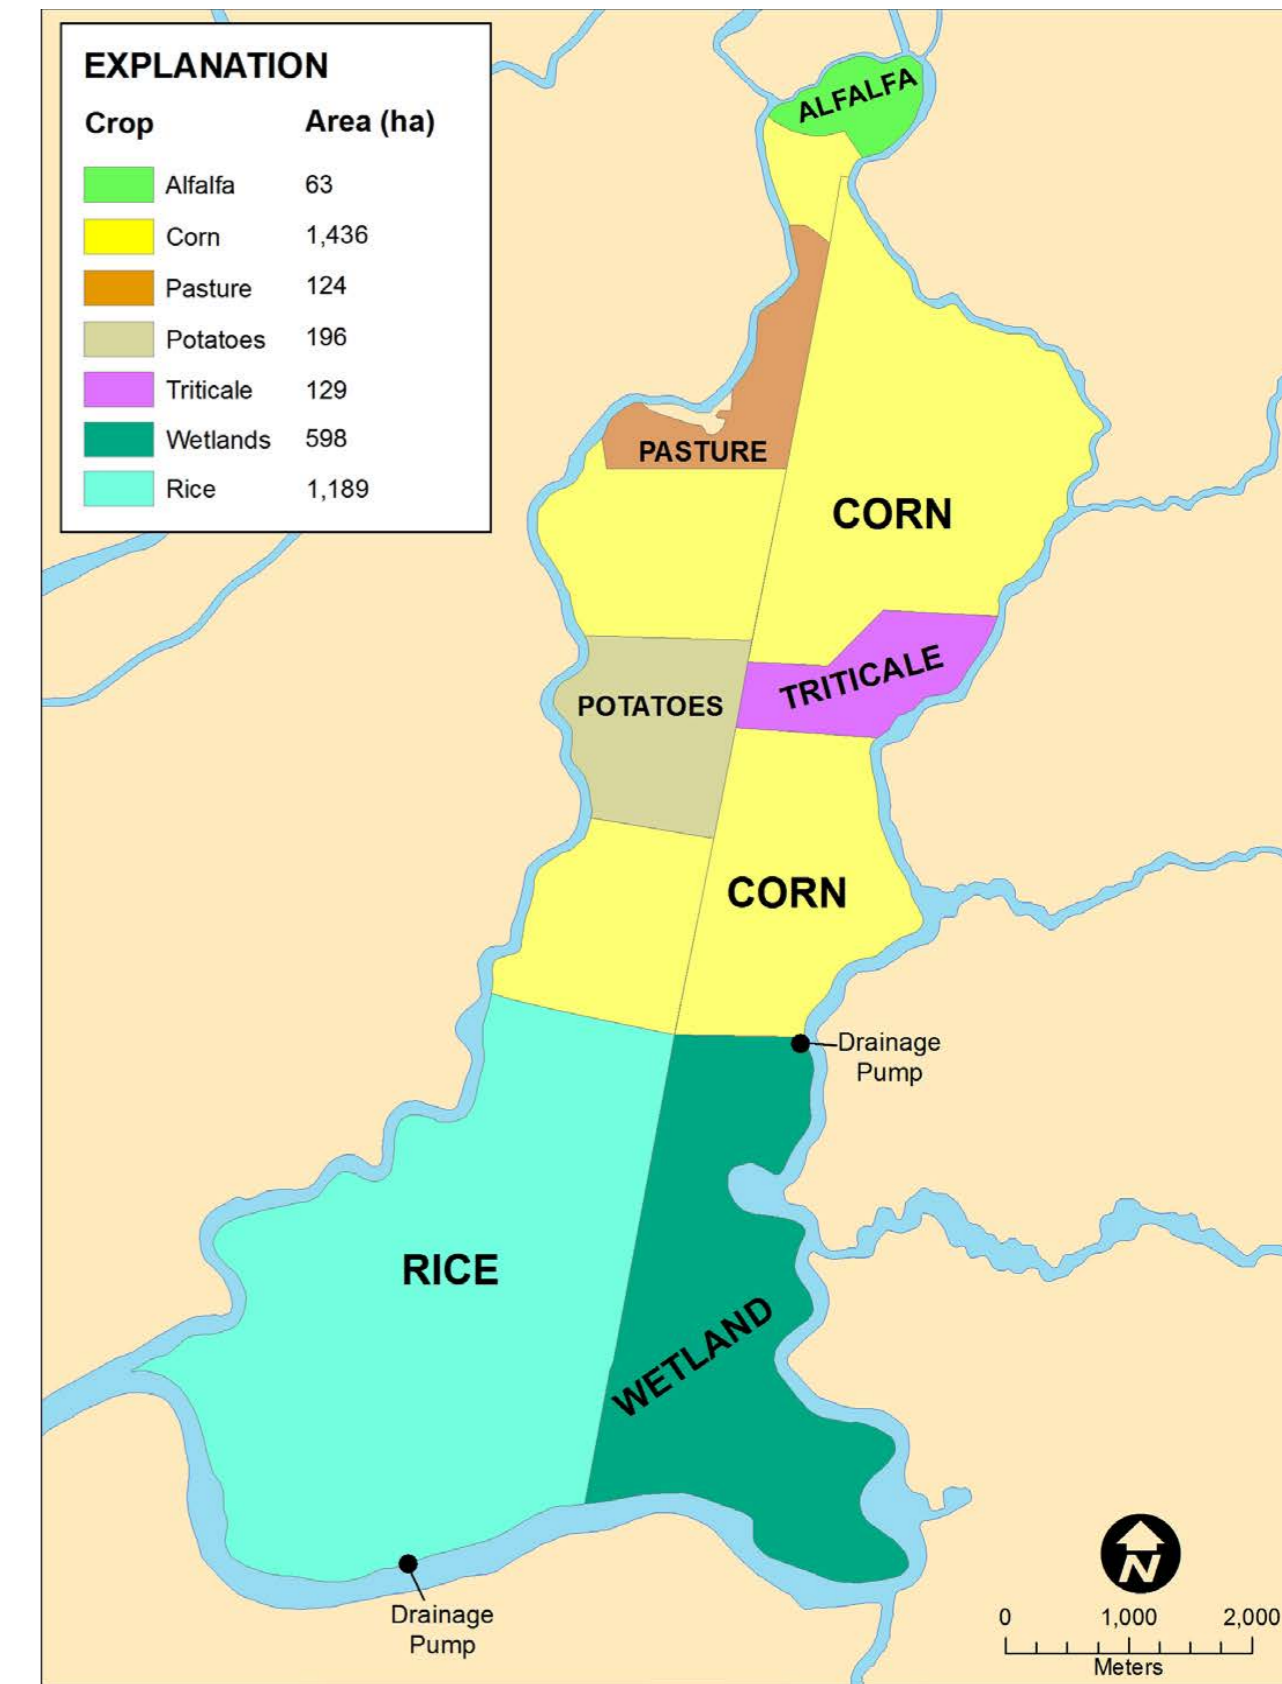 EXPLANATION
Crop Area (ha)
Alfalfa 63
Corn 1,436
Pasture 124
Potatoes 196
Triticale 129
Wetlands 598
Rice 1,189
ALFALFA
PASTURE
CORN
TRITICALE
POTATOES
CORN
Drainage
Pump
RICE
WETLAND
Drainage
Pump
N
0 1,000 2,000
Meters